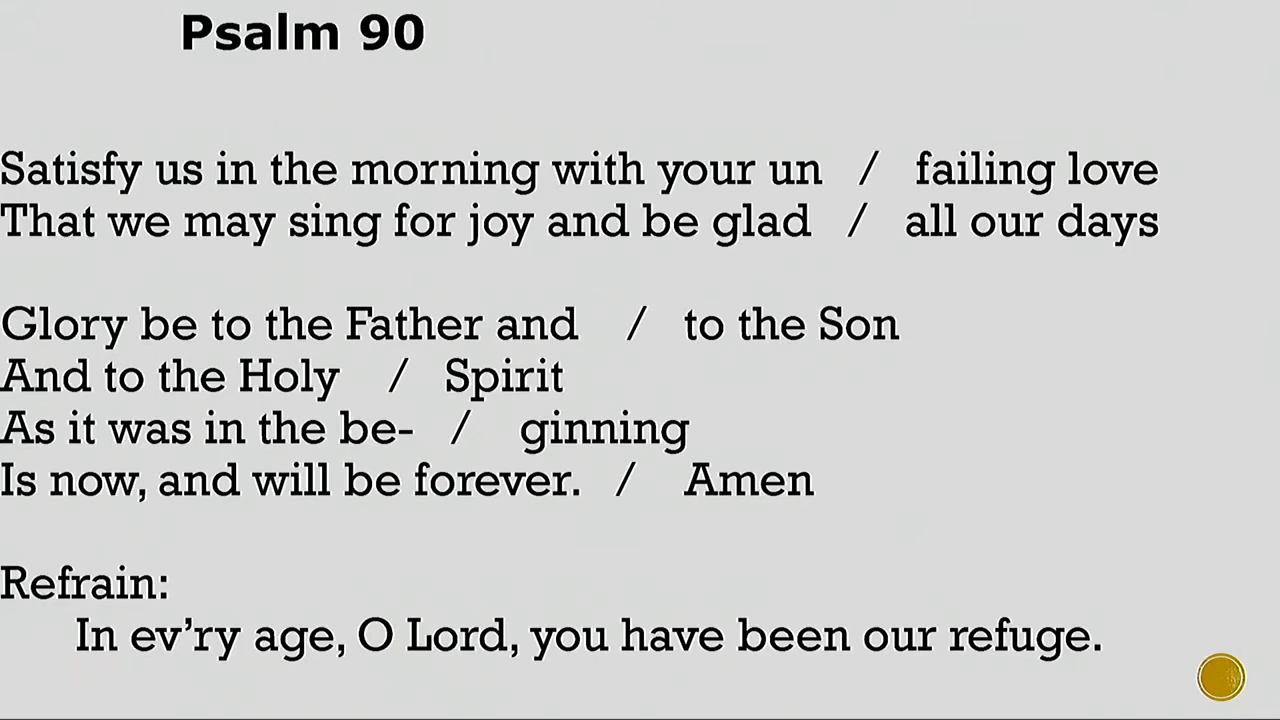 Psalm 90
Satisfy us in the morning with your un / failing love
That we may sing for joy and be glad / all our days
Glory be to the Father and / to the Son
And to the Holy / Spirit
As it was in the be- / ginning
Is now, and will be forever. / Amen
Refrain:
In ev’ry age, O Lord, you have been our refuge.